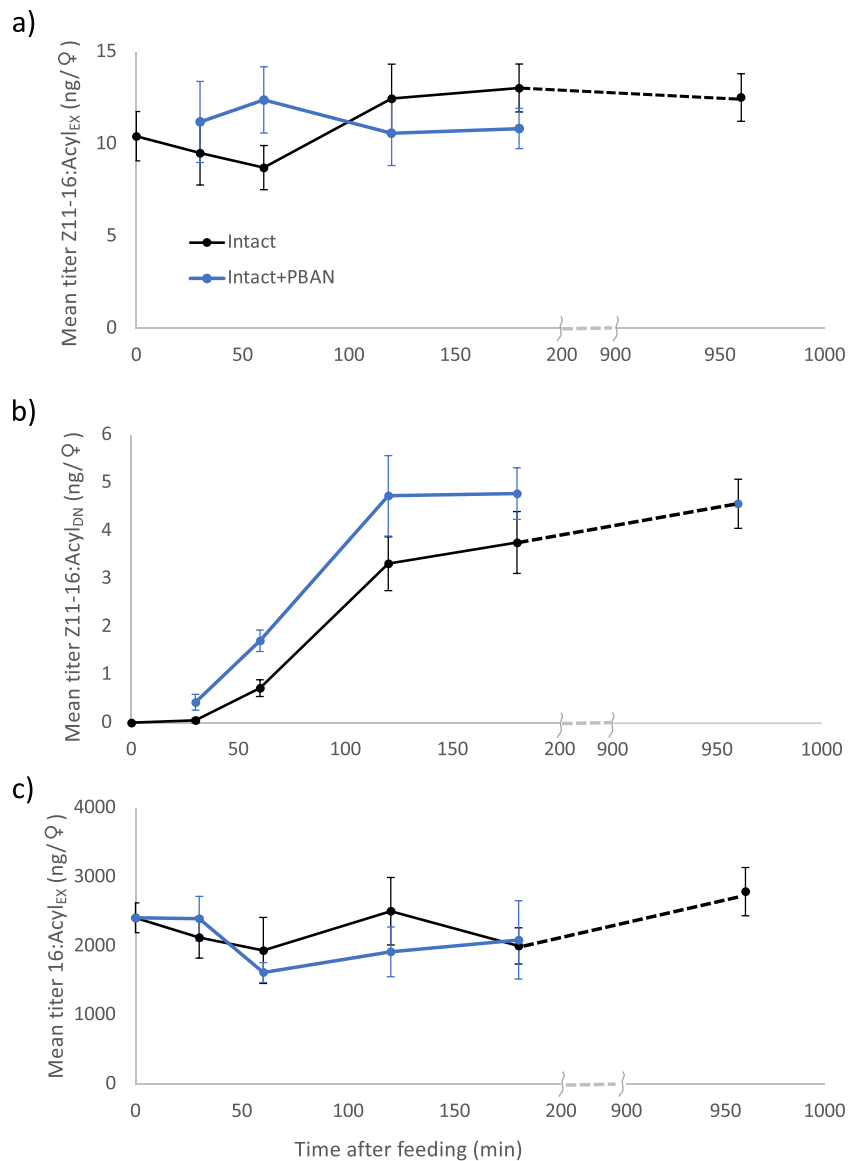 a)
Mean titer Z11-16:Acyl_EX (ng/♀)
15
10
5
0
Intact
Intact+PBAN
0 50 100 150 200 900 950 1000
b)
Mean titer Z11-16:Acyl_DN (ng/♀)
6
5
4
3
2
1
0
0 50 100 150 200 900 950 1000
c)
Mean titer 16:Acyl_EX (ng/♀)
4000
3000
2000
1000
0
0 50 100 150 200 900 950 1000
Time after feeding (min)